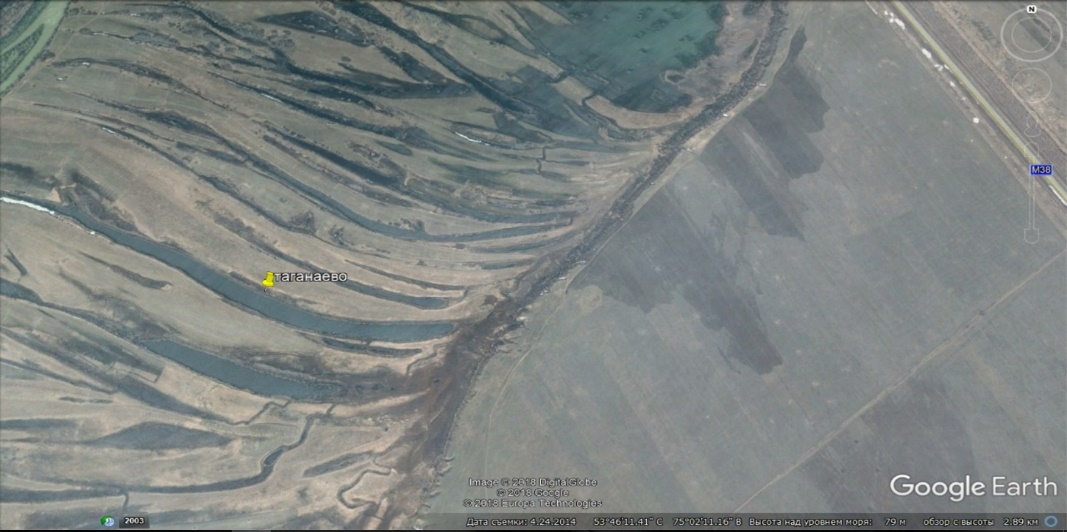 N
M38
таганаево
Image © 2018 DigitalGlobe
© 2018 Google
© 2018 Europa Technologies
Google Earth
2003
Дата съемки: 4.24.2014 53°46'11.41" С 75°02'11.16" В Высота над уровнем моря: 79 м обзор с высоты 2.89 км